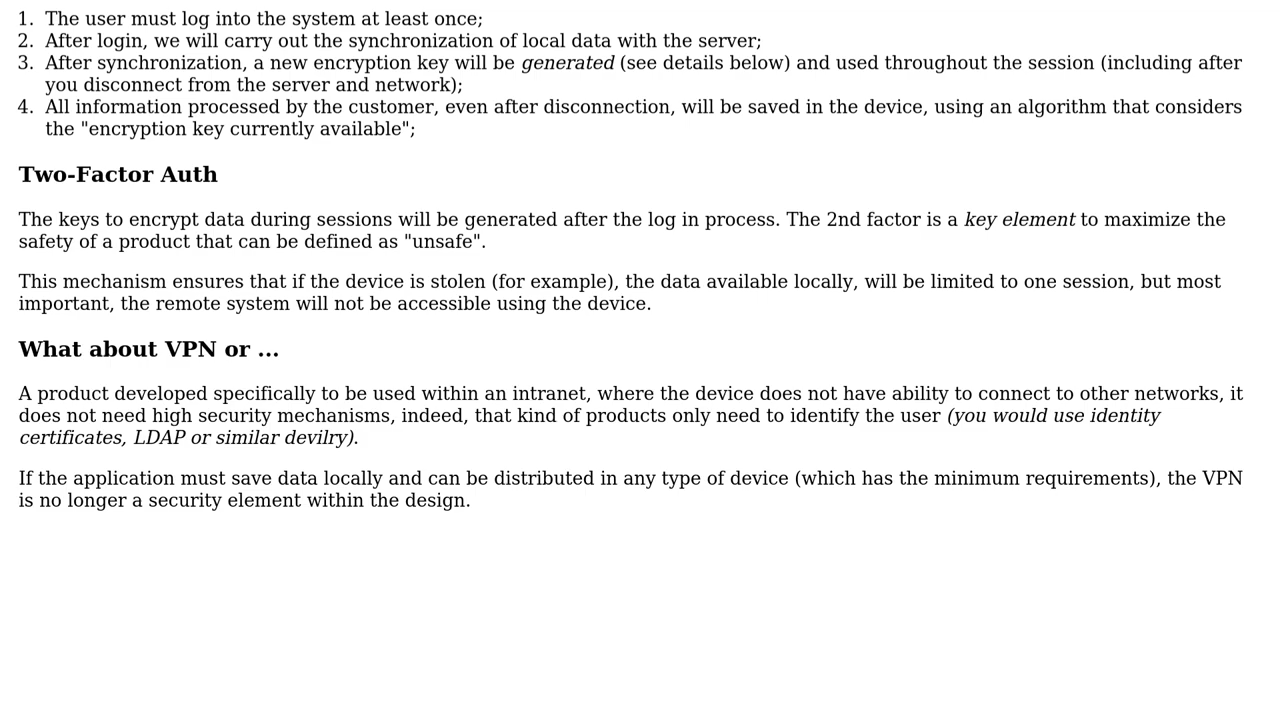 1. The user must log into the system at least once;
2. After login, we will carry out the synchronization of local data with the server;
3. After synchronization, a new encryption key will be generated (see details below) and used throughout the session (including after
you disconnect from the server and network);
4. All information processed by the customer, even after disconnection, will be saved in the device, using an algorithm that considers
the "encryption key currently available";
Two-Factor Auth
The keys to encrypt data during sessions will be generated after the log in process. The 2nd factor is a key element to maximize the
safety of a product that can be defined as "unsafe".
This mechanism ensures that if the device is stolen (for example), the data available locally, will be limited to one session, but most
important, the remote system will not be accessible using the device.
What about VPN or ...
A product developed specifically to be used within an intranet, where the device does not have ability to connect to other networks, it
does not need high security mechanisms, indeed, that kind of products only need to identify the user (you would use identity
certificates, LDAP or similar devilry).
If the application must save data locally and can be distributed in any type of device (which has the minimum requirements), the VPN
is no longer a security element within the design.